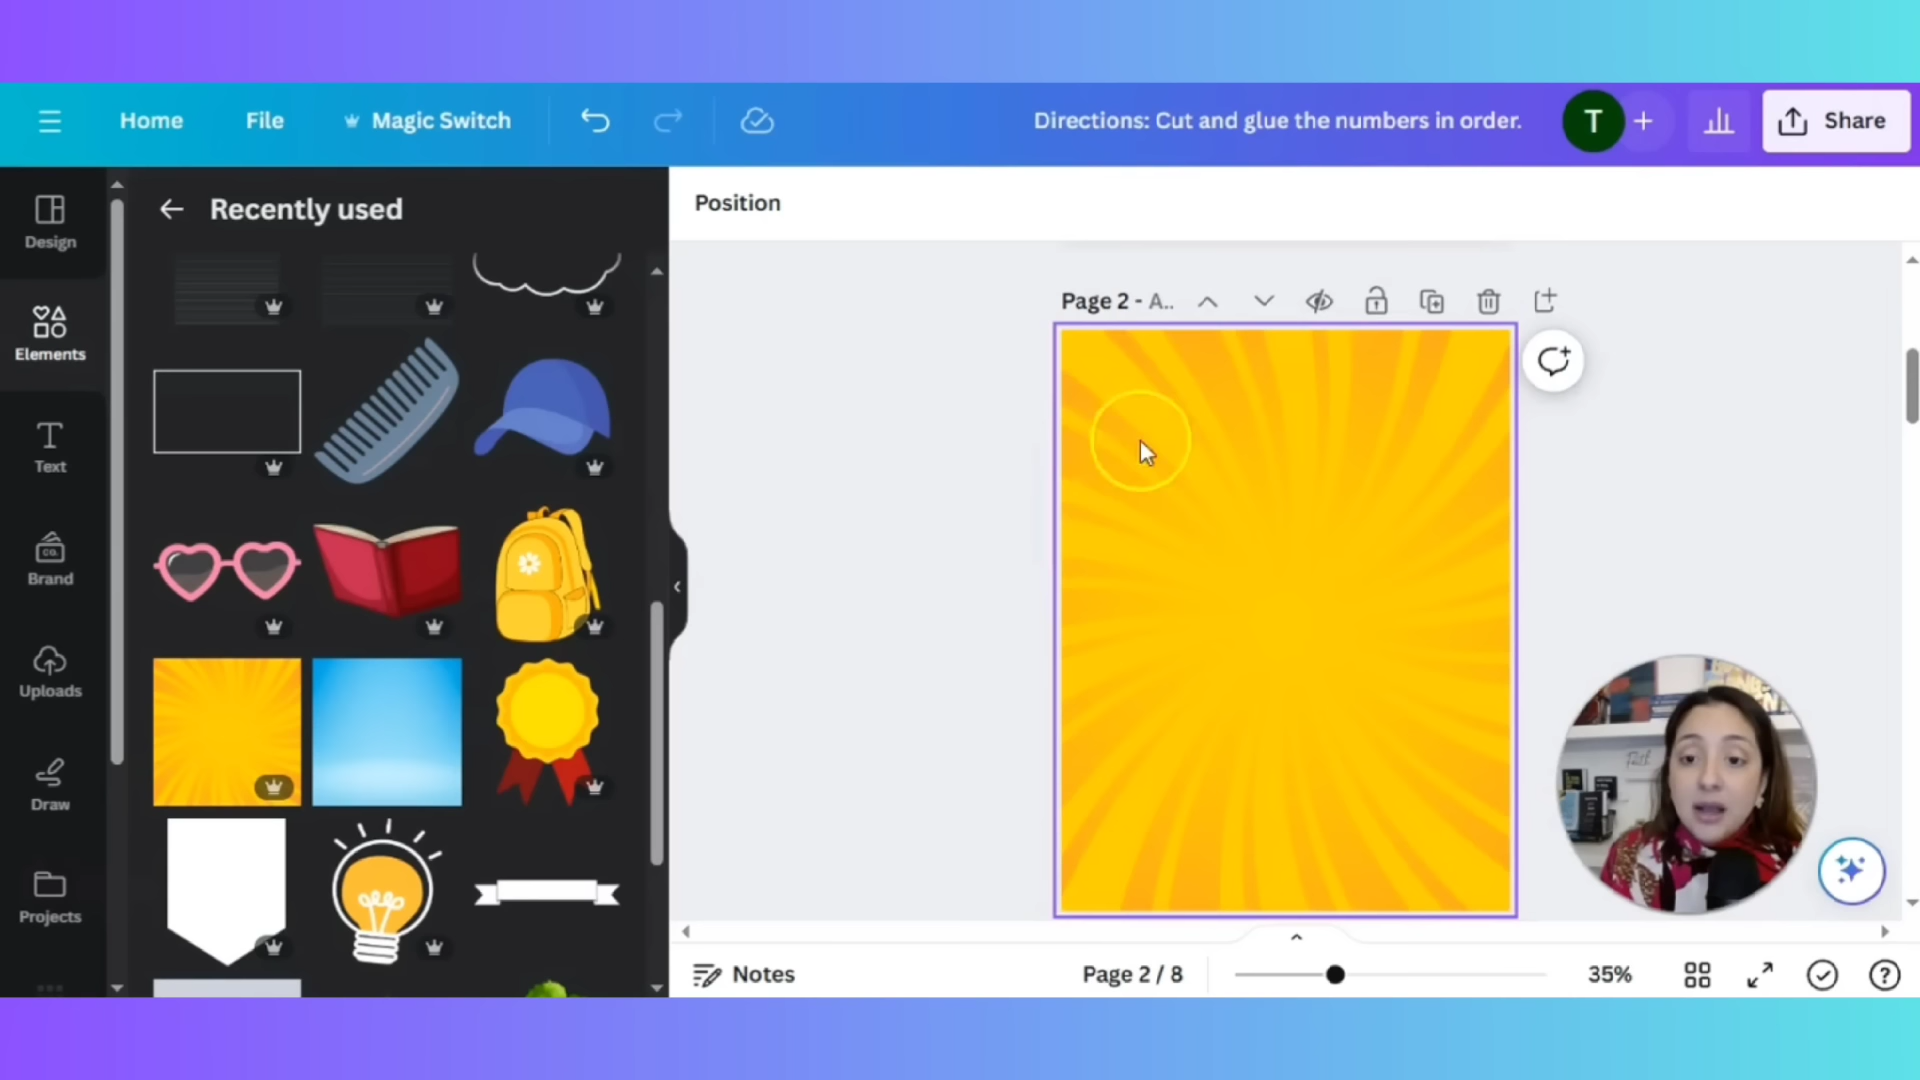 Home
File
Magic Switch
Directions: Cut and glue the numbers in order.
T
Share
Design
Recently used
Position
Page 2 - A..
Elements
Text
CO.
Brand
Uploads
Draw
Projects
Notes
Page 2 / 8
35%